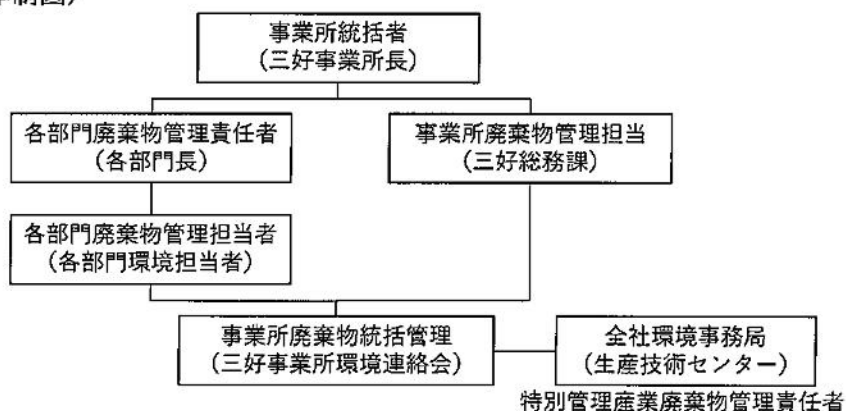 事業所統括者
(三好事業所長)
各部門廃棄物管理責任者
(各部門長)
事業所廃棄物管理担当
(三好総務課)
各部門廃棄物管理担当者
(各部門環境担当者)
事業所廃棄物統括管理
(三好事業所環境連絡会)
全社環境事務局
(生産技術センター)
特別管理産業廃棄物管理責任者